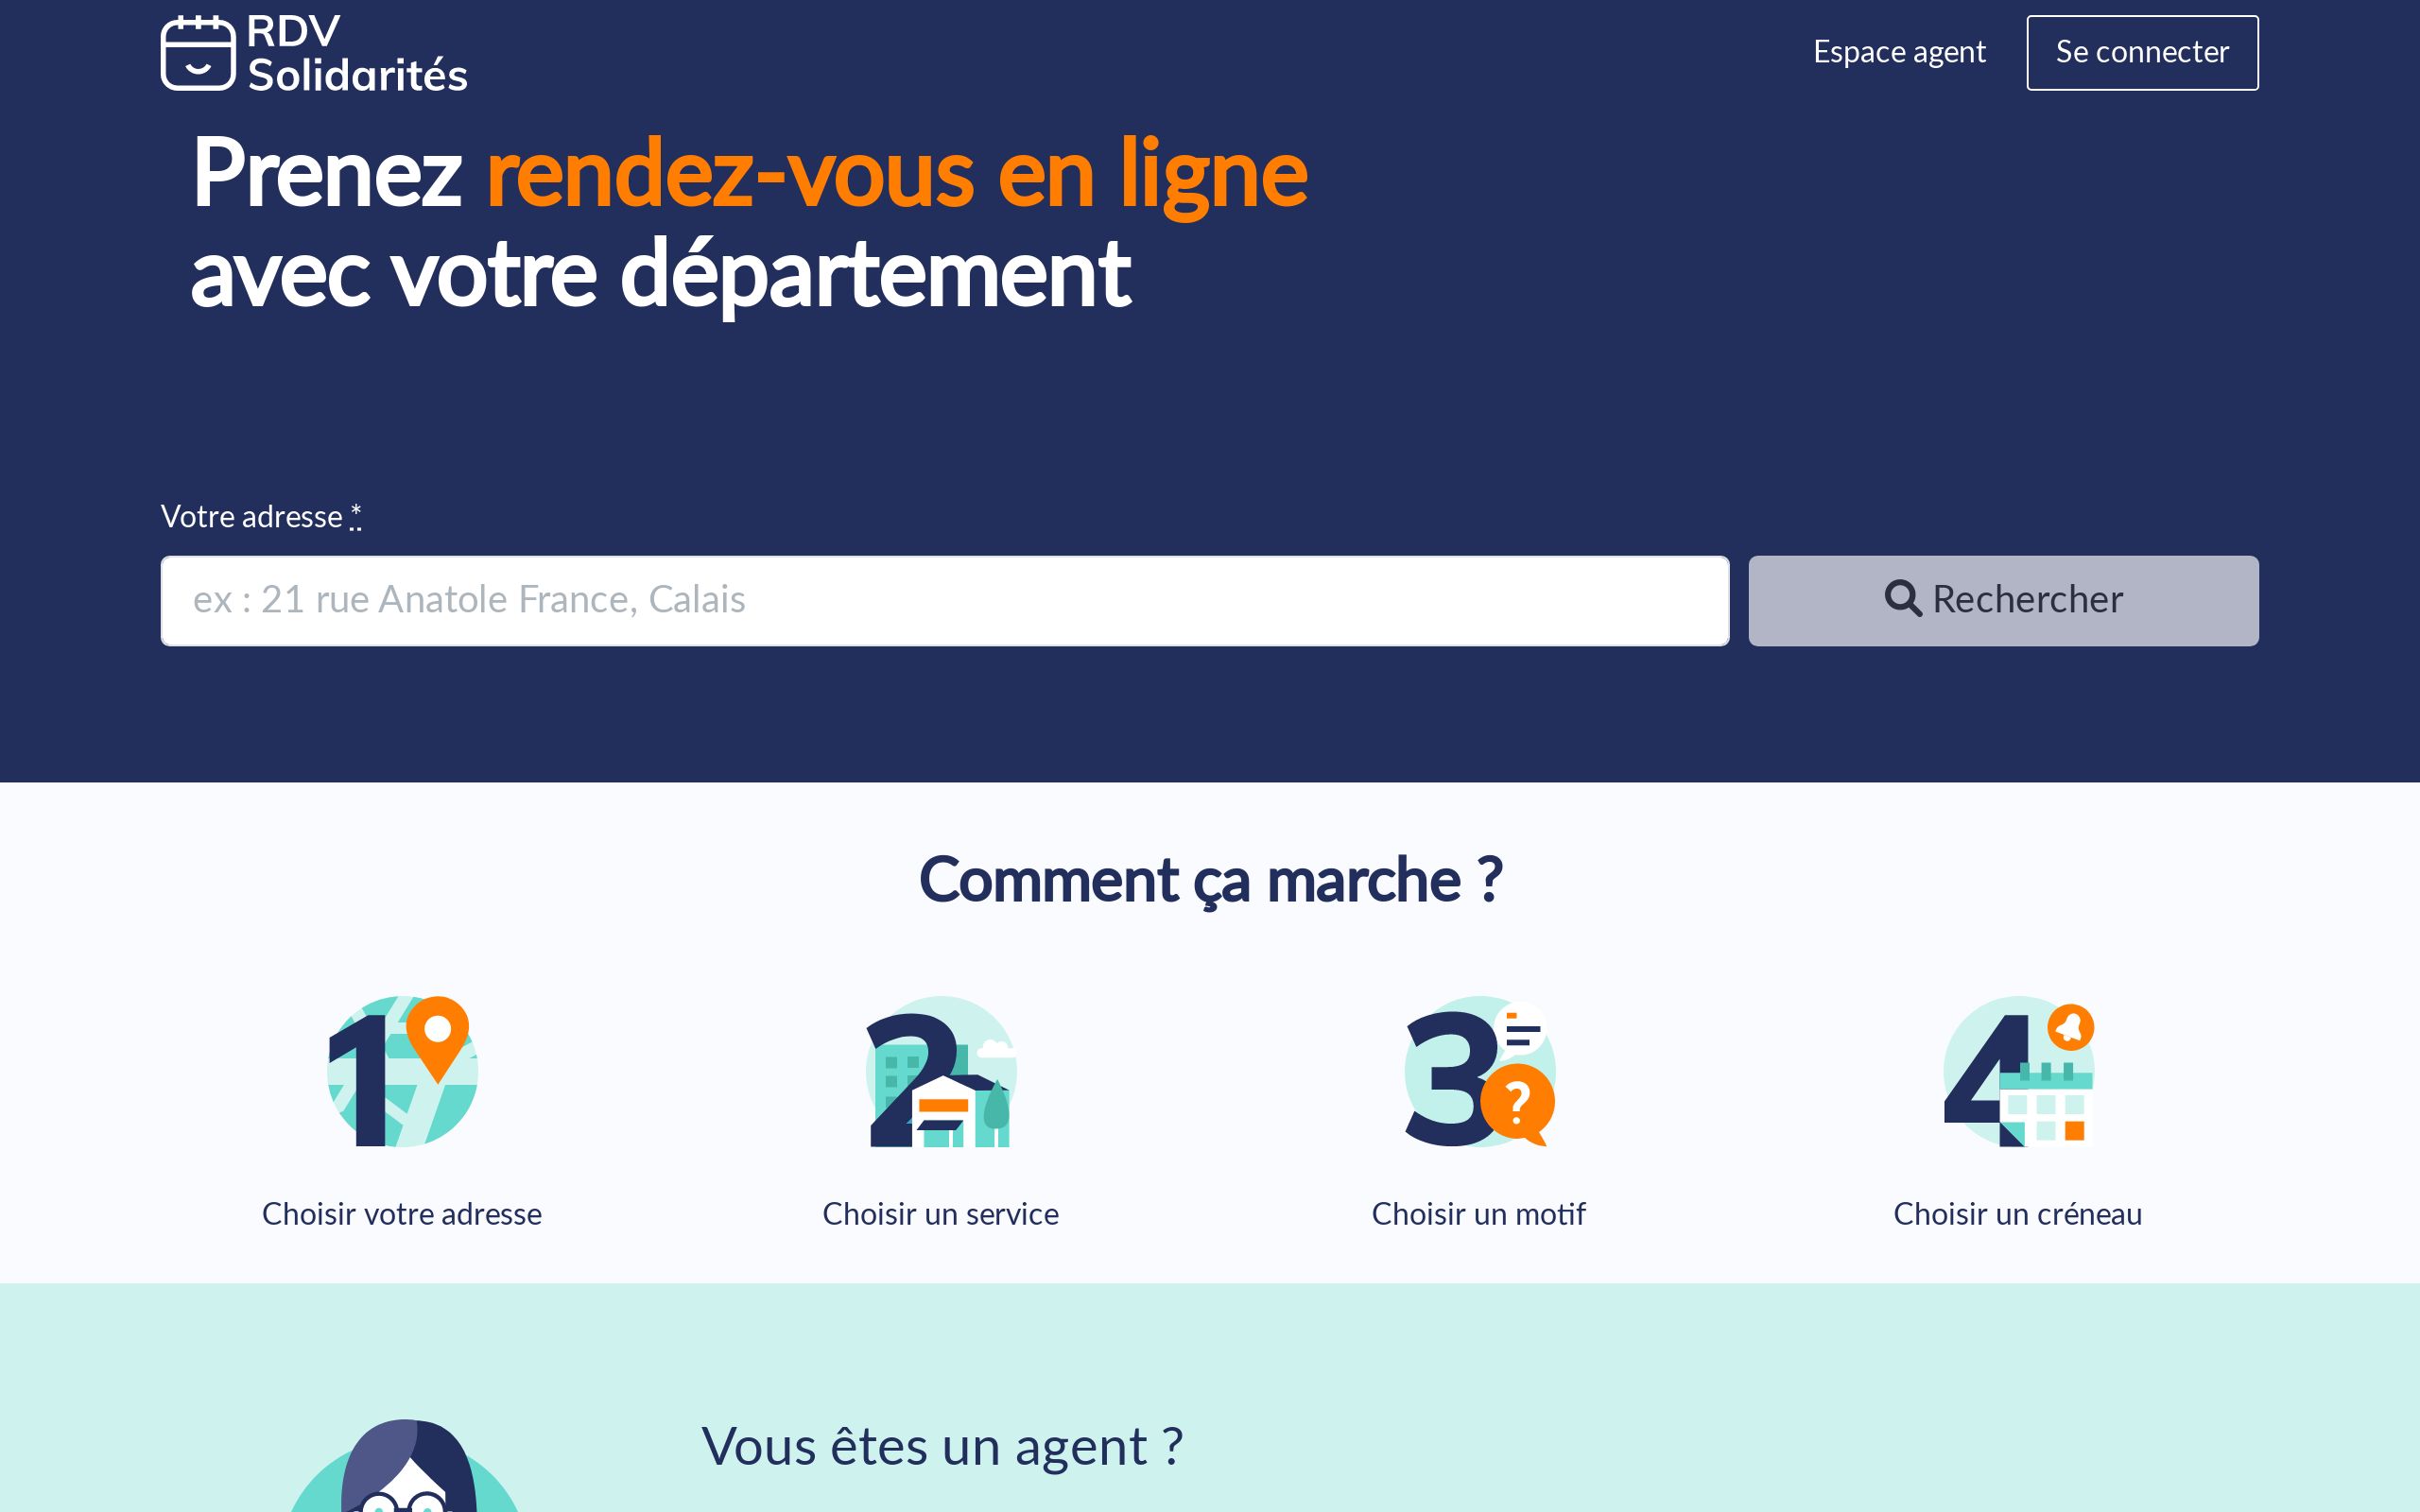 RDV
Solidarités
Espace agent
Se connecter
Prenez rendez-vous en ligne
avec votre département
Votre adresse *
ex : 21 rue Anatole France, Calais
Rechercher
Comment ça marche ?
1
2
3
?
4
Choisir votre adresse
Choisir un service
Choisir un motif
Choisir un créneau
Vous êtes un agent ?